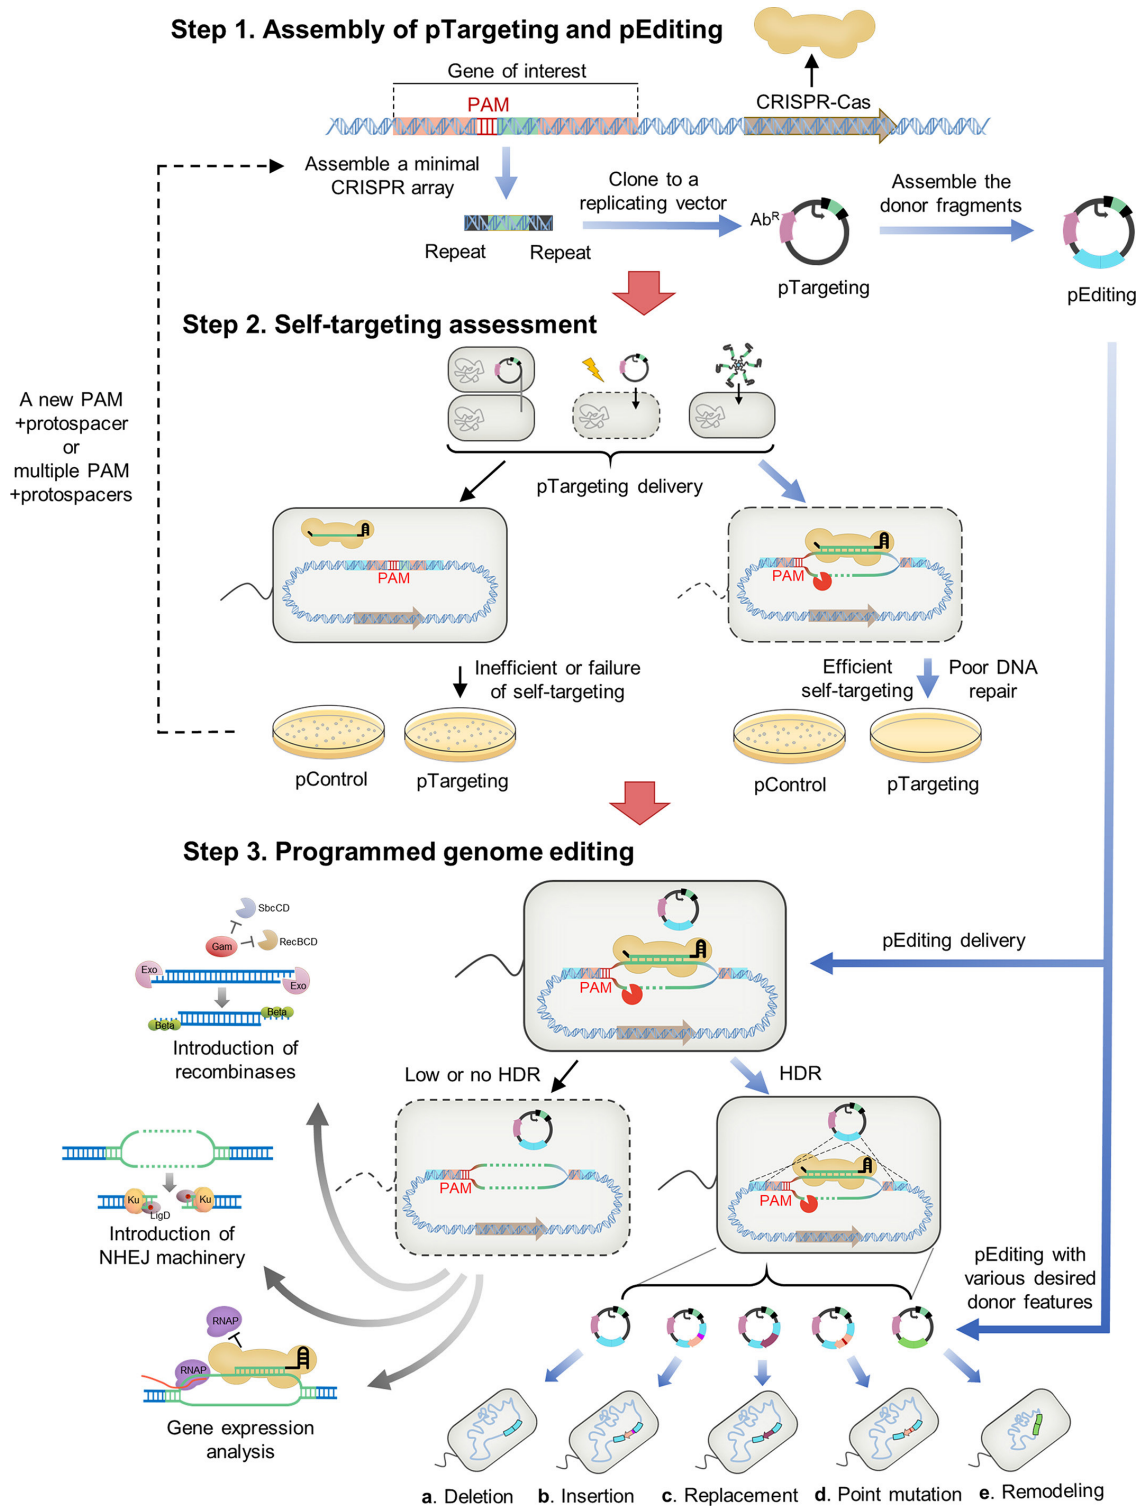 Step 1. Assembly of pTargeting and pEditing
Gene of interest
PAM
CRISPR-Cas
Assemble a minimal
CRISPR array
Repeat
Repeat
Clone to a
replicating vector
Ab^R
pTargeting
Assemble the
donor fragments
pEditing
Step 2. Self-targeting assessment
A new PAM
+protospacer
or
multiple PAM
+protospacers
pTargeting delivery
PAM
PAM
Inefficient or failure
of self-targeting
Efficient
self-targeting
Poor DNA
repair
pControl
pTargeting
pControl
pTargeting
Step 3. Programmed genome editing
SbcCD
Gam
RecBCD
Exo
Exo
Beta
Beta
Introduction of
recombinases
PAM
pEditing delivery
Low or no HDR
HDR
PAM
PAM
Ku
LigD
Ku
Introduction of
NHEJ machinery
pEditing with
various desired
donor features
RNAP
RNAP
Gene expression
analysis
a. Deletion
b. Insertion
c. Replacement
d. Point mutation
e. Remodeling